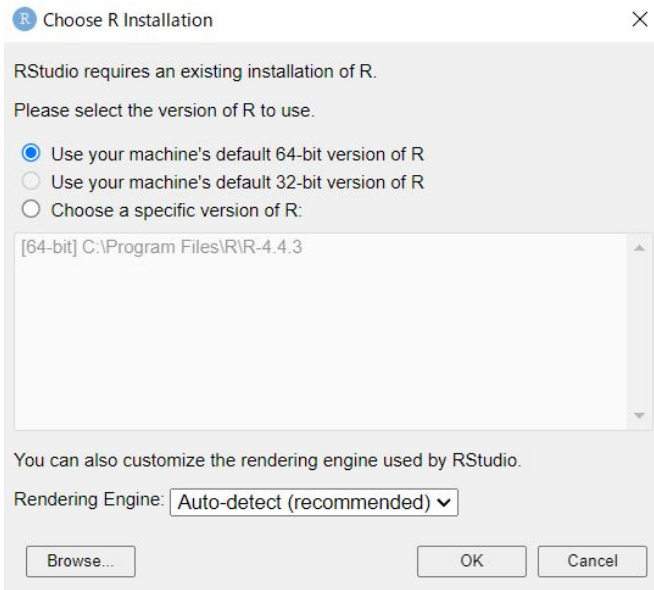 R Choose R Installation
RStudio requires an existing installation of R.
Please select the version of R to use.
Use your machine's default 64-bit version of R
Use your machine's default 32-bit version of R
Choose a specific version of R:
[64-bit] C:\Program Files\R\R-4.4.3
You can also customize the rendering engine used by RStudio.
Rendering Engine: Auto-detect (recommended)
Browse... OK Cancel